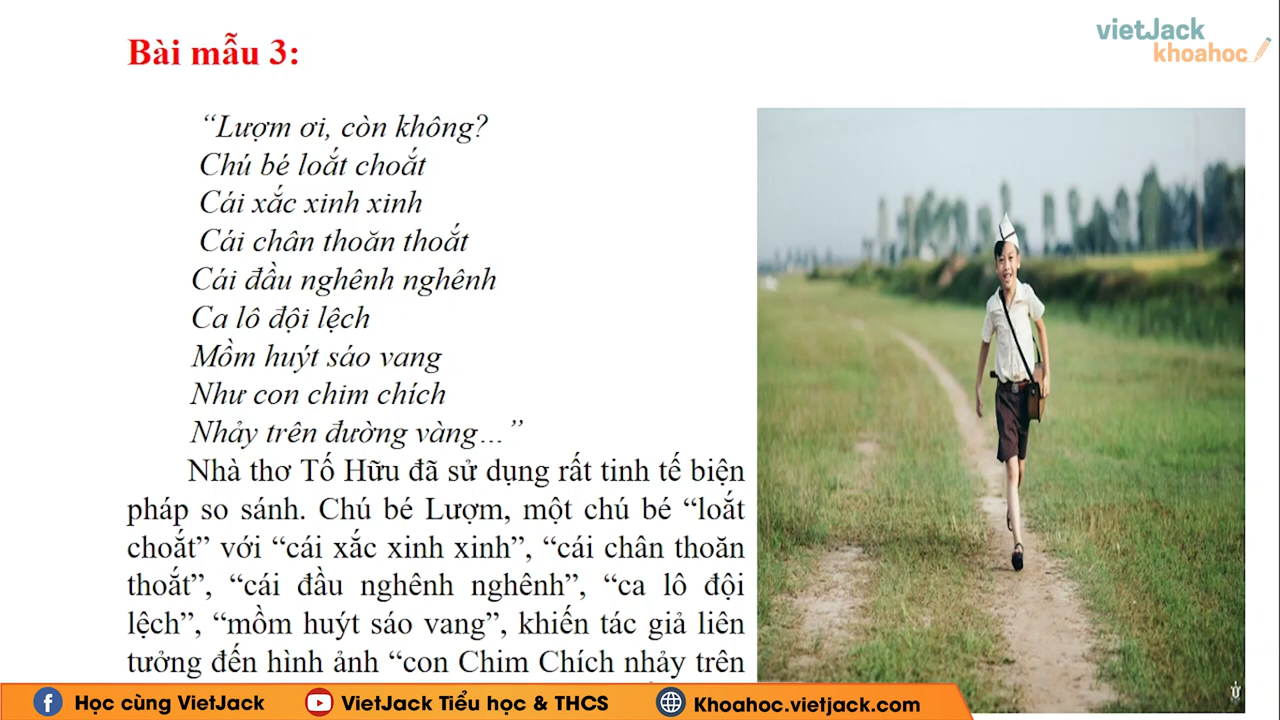 vietJack
khoahoc
Bài mẫu 3:
“Lượm ơi, còn không?
Chú bé loắt choắt
Cái xắc xinh xinh
Cái chân thoăn thoắt
Cái đầu nghênh nghênh
Ca lô đội lệch
Mồm huýt sáo vang
Như con chim chích
Nhảy trên đường vàng...”
Nhà thơ Tố Hữu đã sử dụng rất tinh tế biện
pháp so sánh. Chú bé Lượm, một chú bé “loắt
choắt” với “cái xắc xinh xinh”, “cái chân thoăn
thoắt”, “cái đầu nghênh nghênh”, “ca lô đội
lệch”, “mồm huýt sáo vang”, khiến tác giả liên
tưởng đến hình ảnh “con Chim Chích nhảy trên
Học cùng VietJack
VietJack Tiểu học & THCS
Khoahoc.vietjack.com